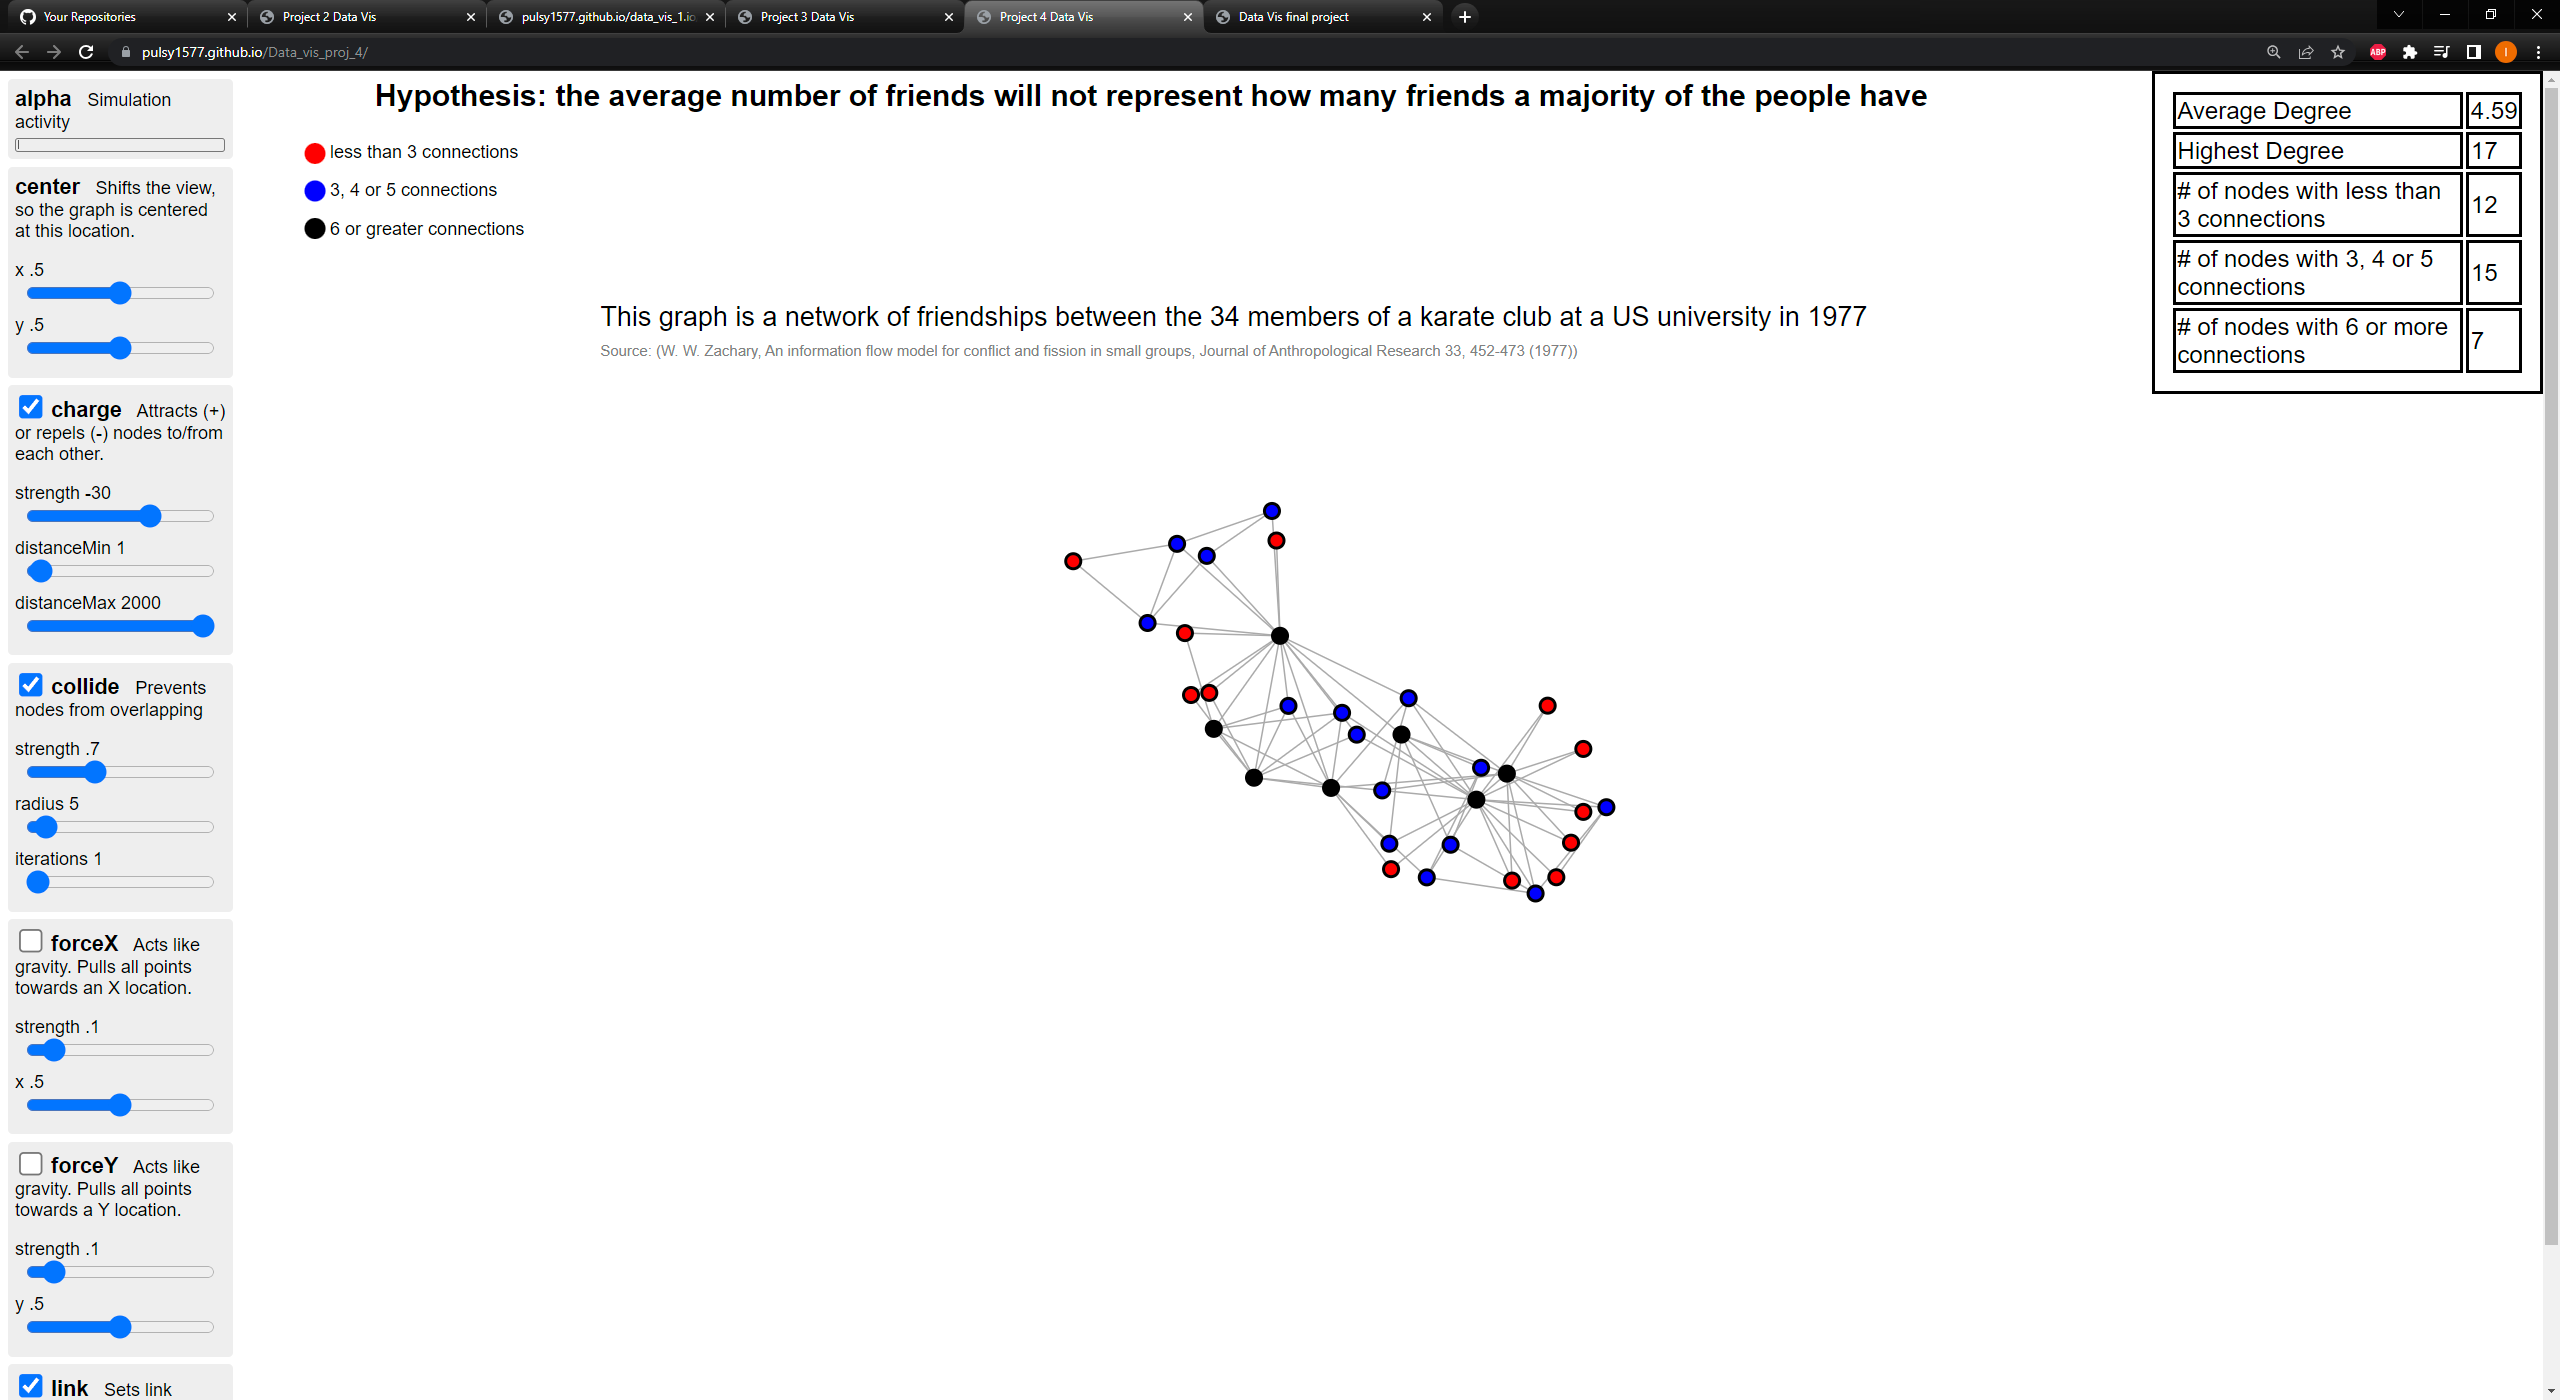 Your Repositories
Project 2 Data Vis
pulsy1577.github.io/data_vis_1.io
Project 3 Data Vis
Project 4 Data Vis
Data Vis final project
pulsy1577.github.io/Data_vis_proj_4/
ABP
I
alpha Simulation
activity
center Shifts the view,
so the graph is centered
at this location.
x .5
y .5
charge Attracts (+)
or repels (-) nodes to/from
each other.
strength -30
distanceMin 1
distanceMax 2000
collide Prevents
nodes from overlapping
strength .7
radius 5
iterations 1
forceX Acts like
gravity. Pulls all points
towards an X location.
strength .1
x .5
forceY Acts like
gravity. Pulls all points
towards a Y location.
strength .1
y .5
link Sets link
Hypothesis: the average number of friends will not represent how many friends a majority of the people have
less than 3 connections
3, 4 or 5 connections
6 or greater connections
This graph is a network of friendships between the 34 members of a karate club at a US university in 1977
Source: (W. W. Zachary, An information flow model for conflict and fission in small groups, Journal of Anthropological Research 33, 452-473 (1977))
Average Degree 4.59
Highest Degree 17
# of nodes with less than
3 connections 12
# of nodes with 3, 4 or 5
connections 15
# of nodes with 6 or more
connections 7